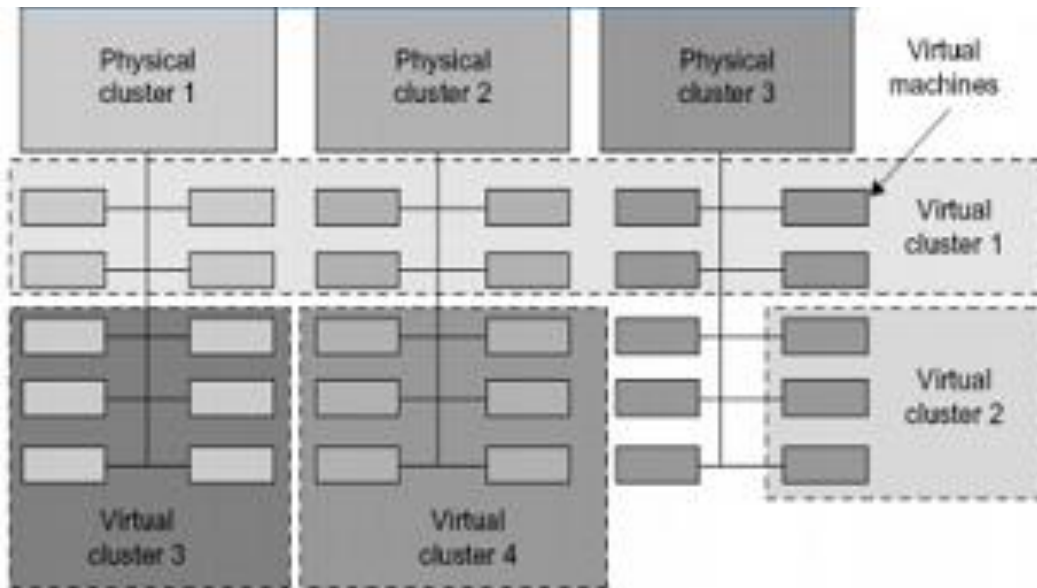 Physical
cluster 1
Physical
cluster 2
Physical
cluster 3
Virtual
machines
Virtual
cluster 1
Virtual
cluster 2
Virtual
cluster 3
Virtual
cluster 4